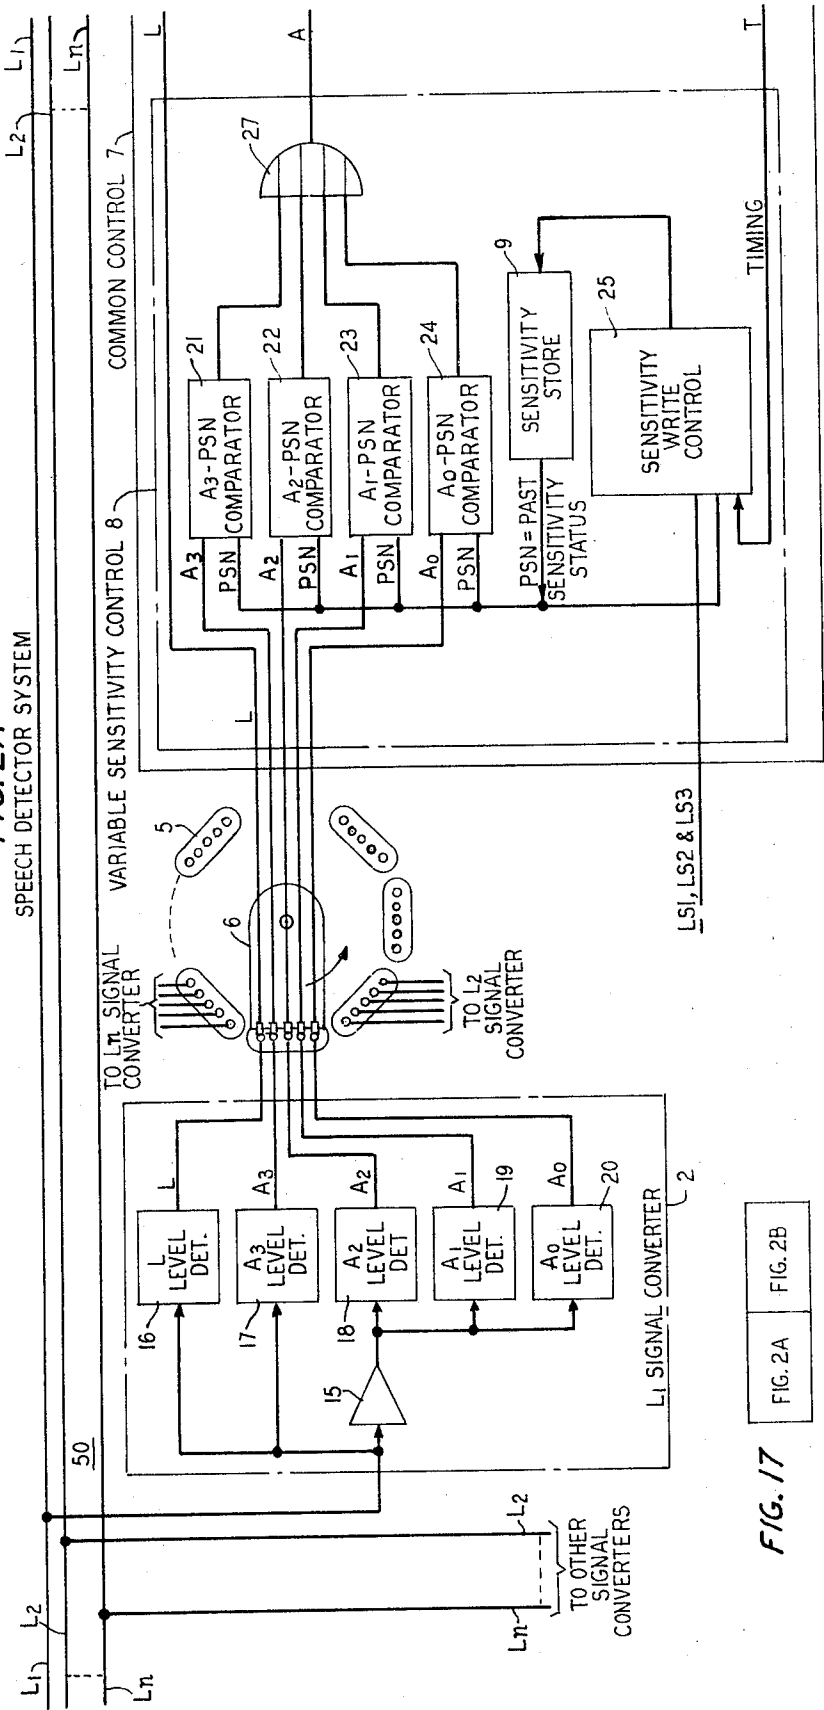 SPEECH DETECTOR SYSTEM
L1
L2
Ln
50
L1
L2
Ln
L2
Ln
TO OTHER
SIGNAL
CONVERTERS
15
16
L
LEVEL
DET.
L
17
A3
LEVEL
DET.
A3
18
A2
LEVEL
DET
A2
A1
LEVEL
DET.
19
A1
A0
LEVEL
DET.
20
A0
L1 SIGNAL CONVERTER
2
TO Ln SIGNAL
CONVERTER
5
6
TO L2
SIGNAL
CONVERTER
VARIABLE SENSITIVITY CONTROL 8
COMMON CONTROL 7
L
L
A3
PSN
A3-PSN
COMPARATOR
21
A2
PSN
A2-PSN
COMPARATOR
22
A1
PSN
A1-PSN
COMPARATOR
23
A0
PSN
A0-PSN
COMPARATOR
24
27
A
PSN=PAST
SENSITIVITY
STATUS
SENSITIVITY
STORE
9
SENSITIVITY
WRITE
CONTROL
25
LS1, LS2 & LS3
TIMING
T
FIG. 17
FIG. 2A
FIG. 2B